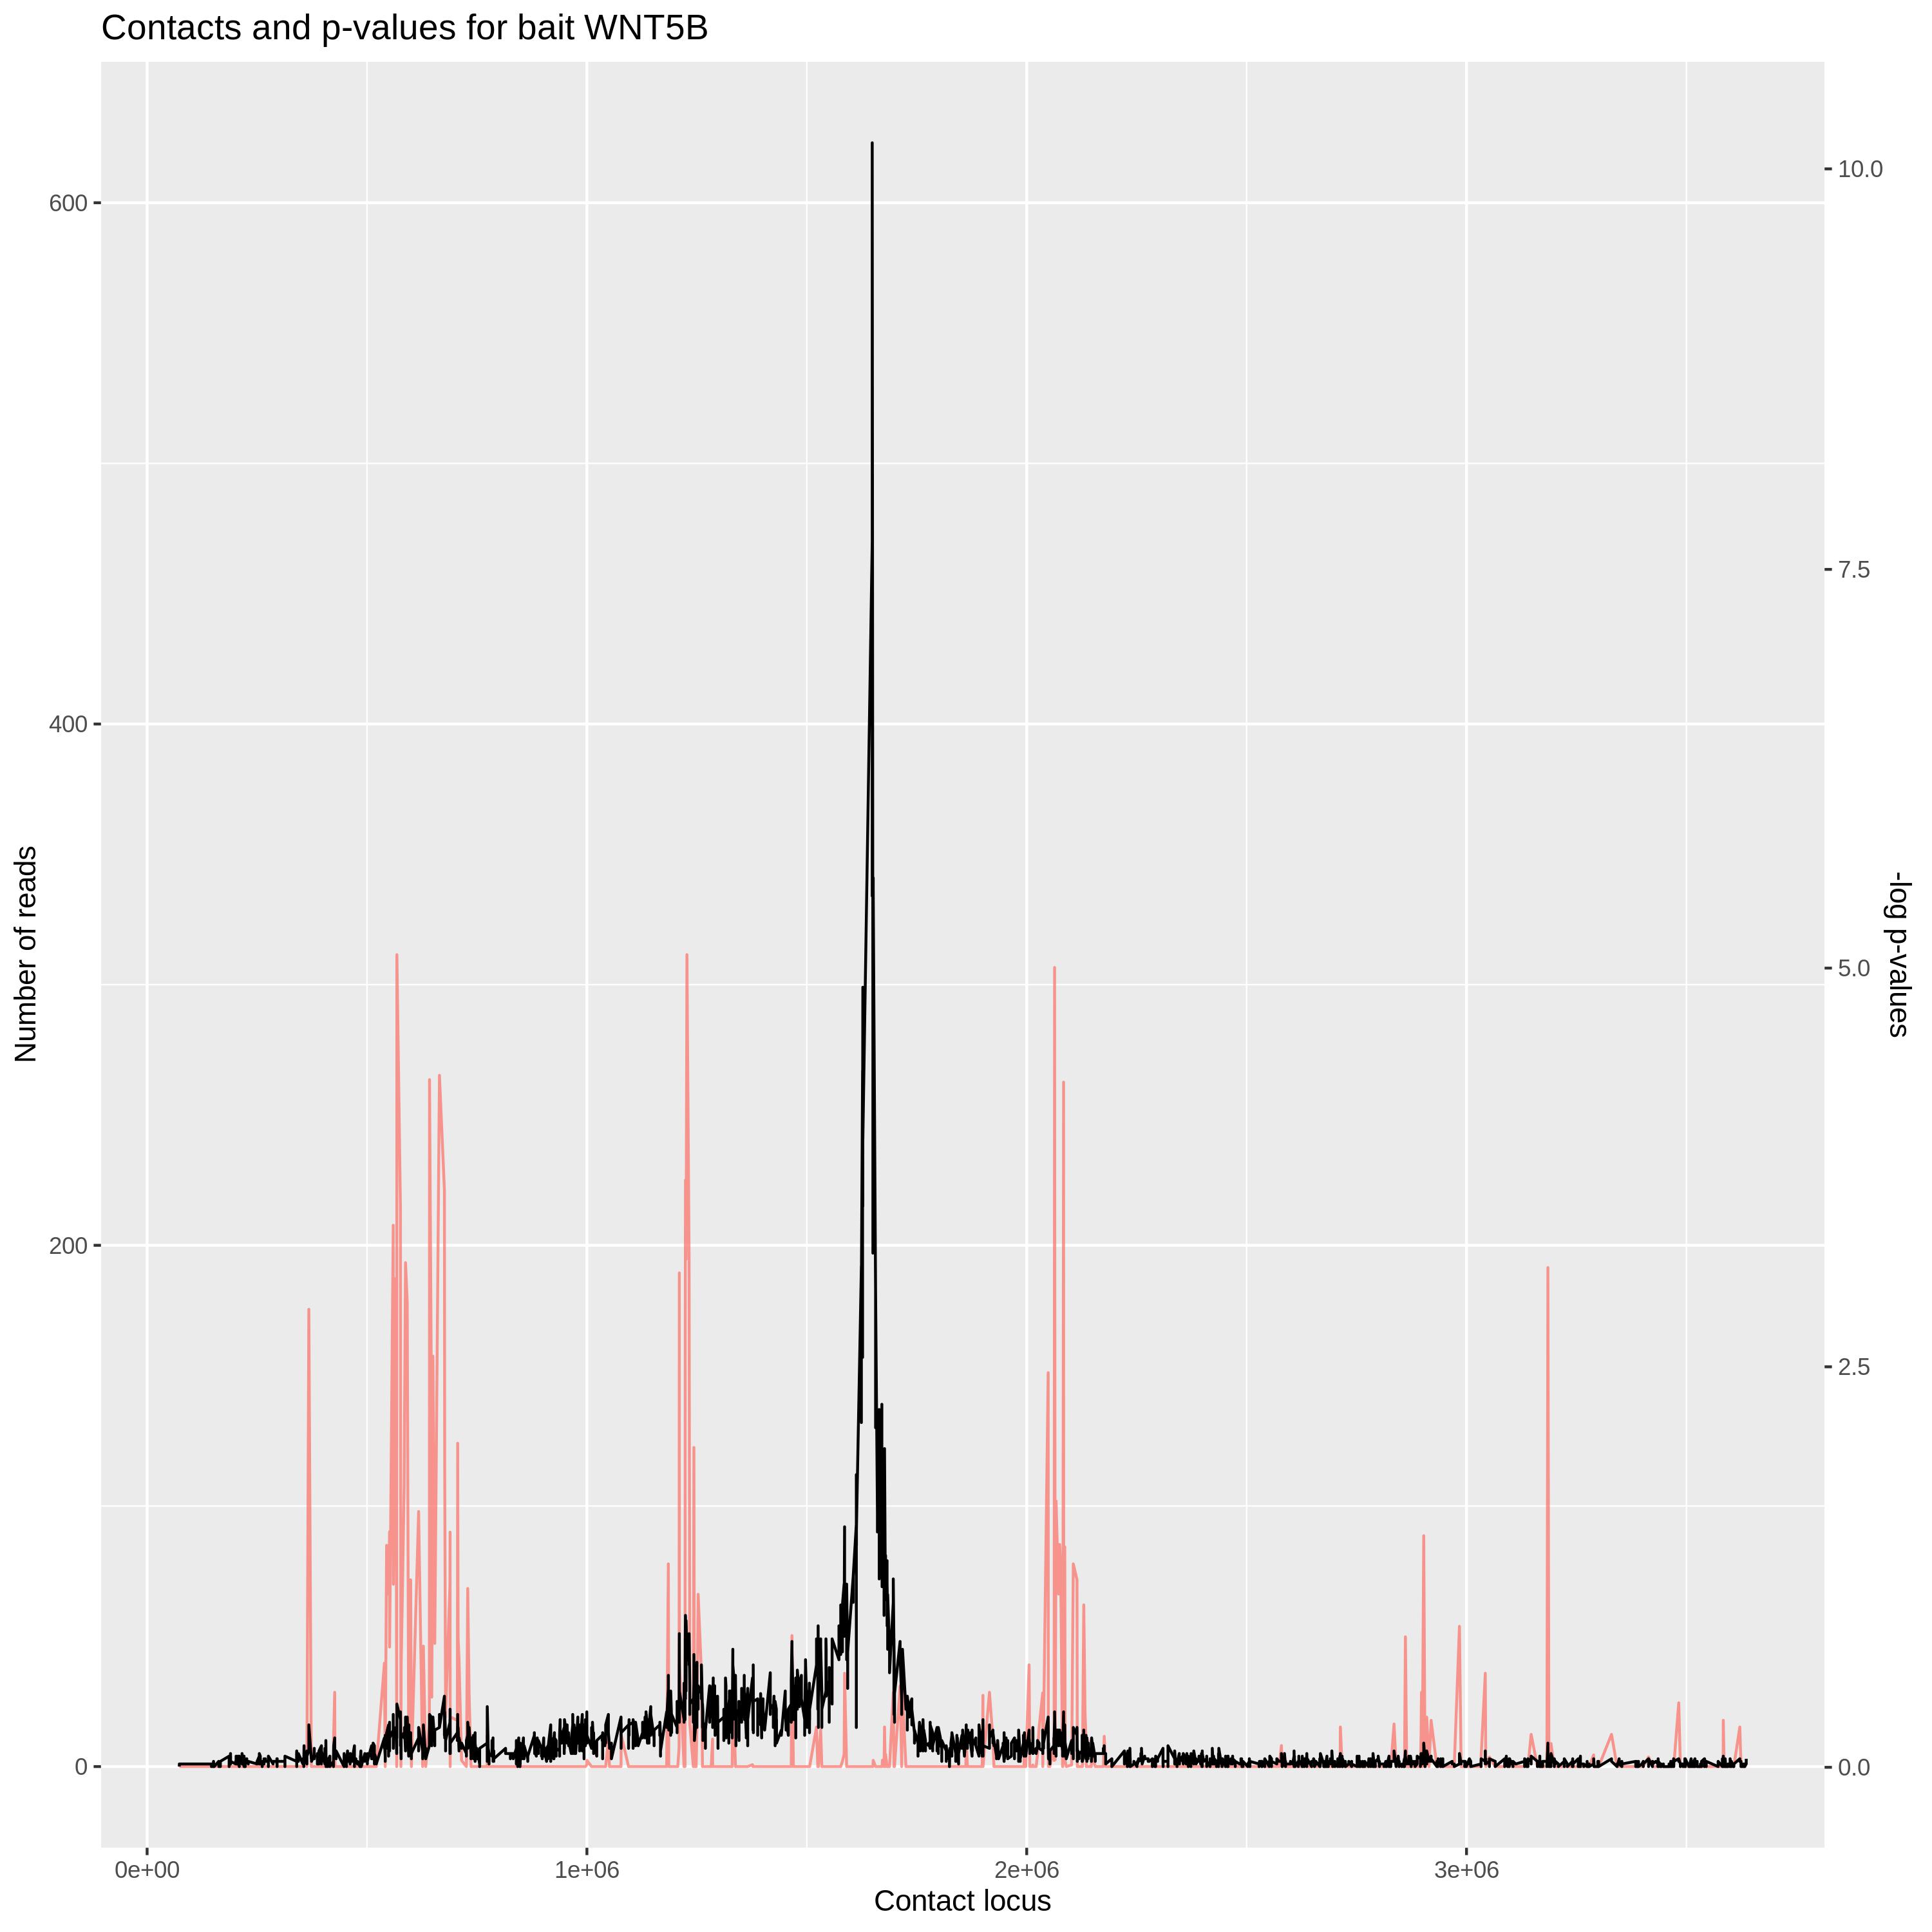 Contacts and p-values for bait WNT5B
Number of reads
600
400
200
0
10.0
7.5
5.0
2.5
0.0
-log p-values
0e+00 1e+06 2e+06 3e+06
Contact locus